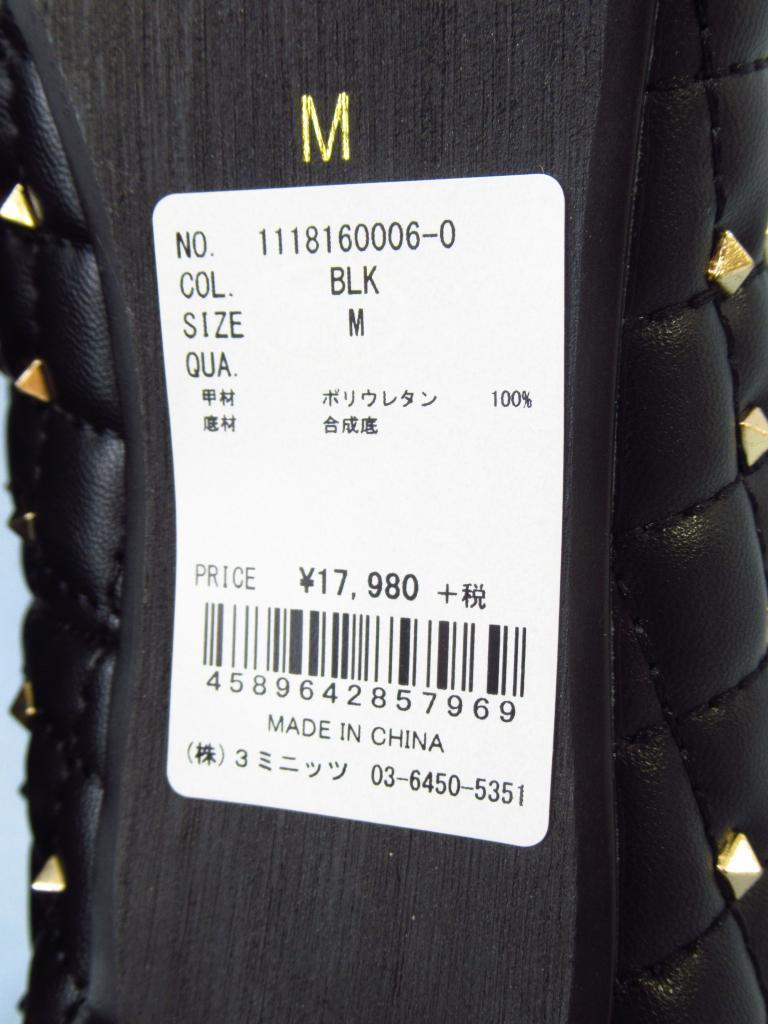 M
NO. 1118160006-0
COL. BLK
SIZE M
QUA.
甲材 ポリウレタン 100%
底材 合成底
PRICE ¥17,980 +税
4589642857969
MADE IN CHINA
(株)3ミニッツ 03-6450-5351